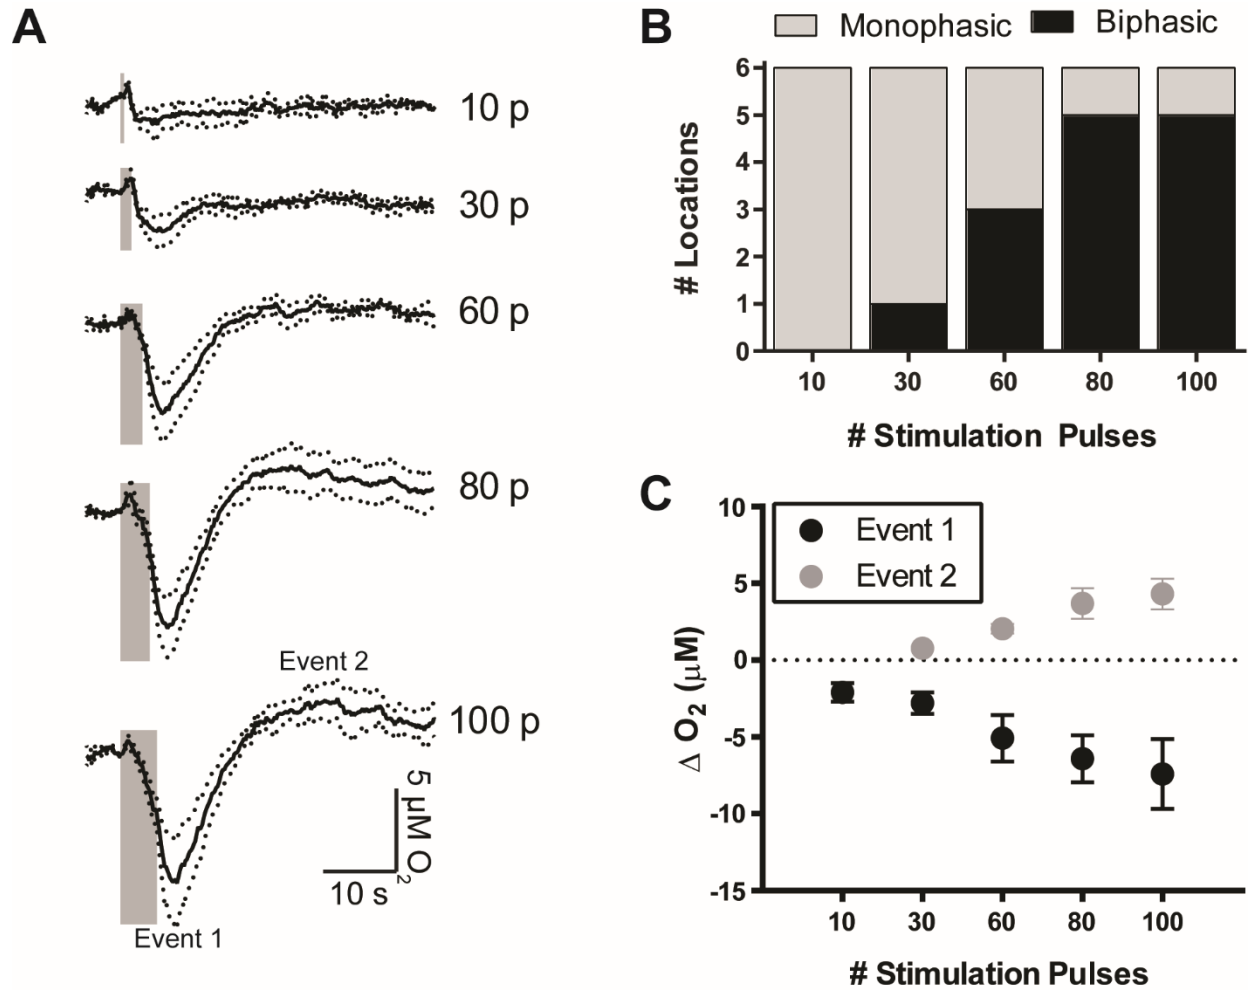 A
10 p
30 p
60 p
80 p
Event 2
100 p
5 μM O2
10 s
Event 1
B
Monophasic
Biphasic
6
5
4
3
2
1
0
# Locations
10 30 60 80 100
# Stimulation Pulses
C
10
5
0
-5
-10
-15
Event 1
Event 2
Δ O2 (μM)
10 30 60 80 100
# Stimulation Pulses